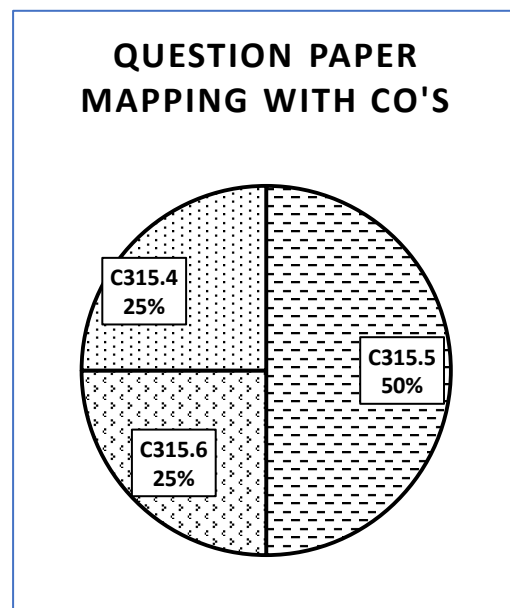 QUESTION PAPER
MAPPING WITH CO'S
C315.4
25%
C315.5
50%
C315.6
25%